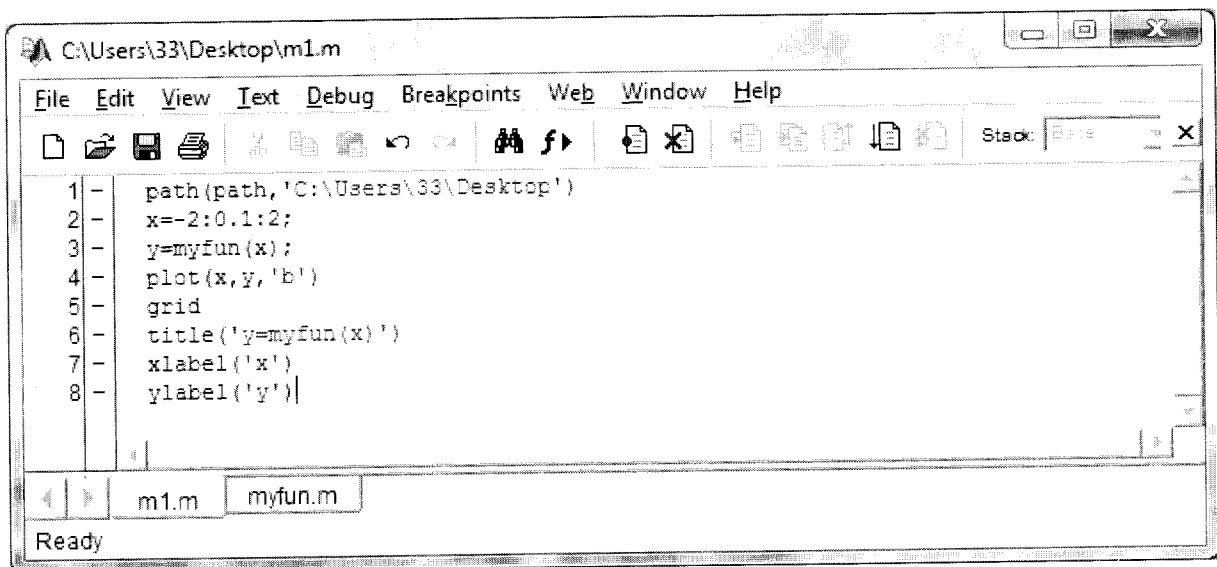 C:\Users\33\Desktop\m1.m
File Edit View Text Debug Breakpoints Web Window Help
Stack: Base
1 - path(path,'C:\Users\33\Desktop')
2 - x=-2:0.1:2;
3 - y=myfun(x);
4 - plot(x,y,'b')
5 - grid
6 - title('y=myfun(x)')
7 - xlabel('x')
8 - ylabel('y')
m1.m myfun.m
Ready